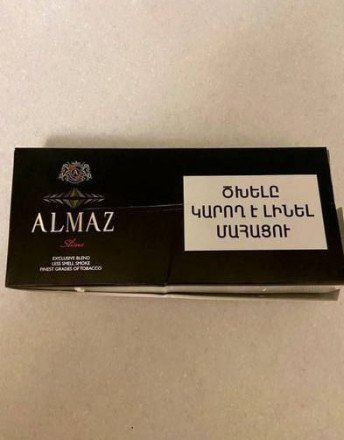 ALMAZ
Slims
EXCLUSIVE BLEND
LESS SMELL SMOKE
FINEST GRADES OF TOBACCO
ԾԽԵԼԸ
ԿԱՐՈՂ Է ԼԻՆԵԼ
ՄԱՀԱՑՈՒ